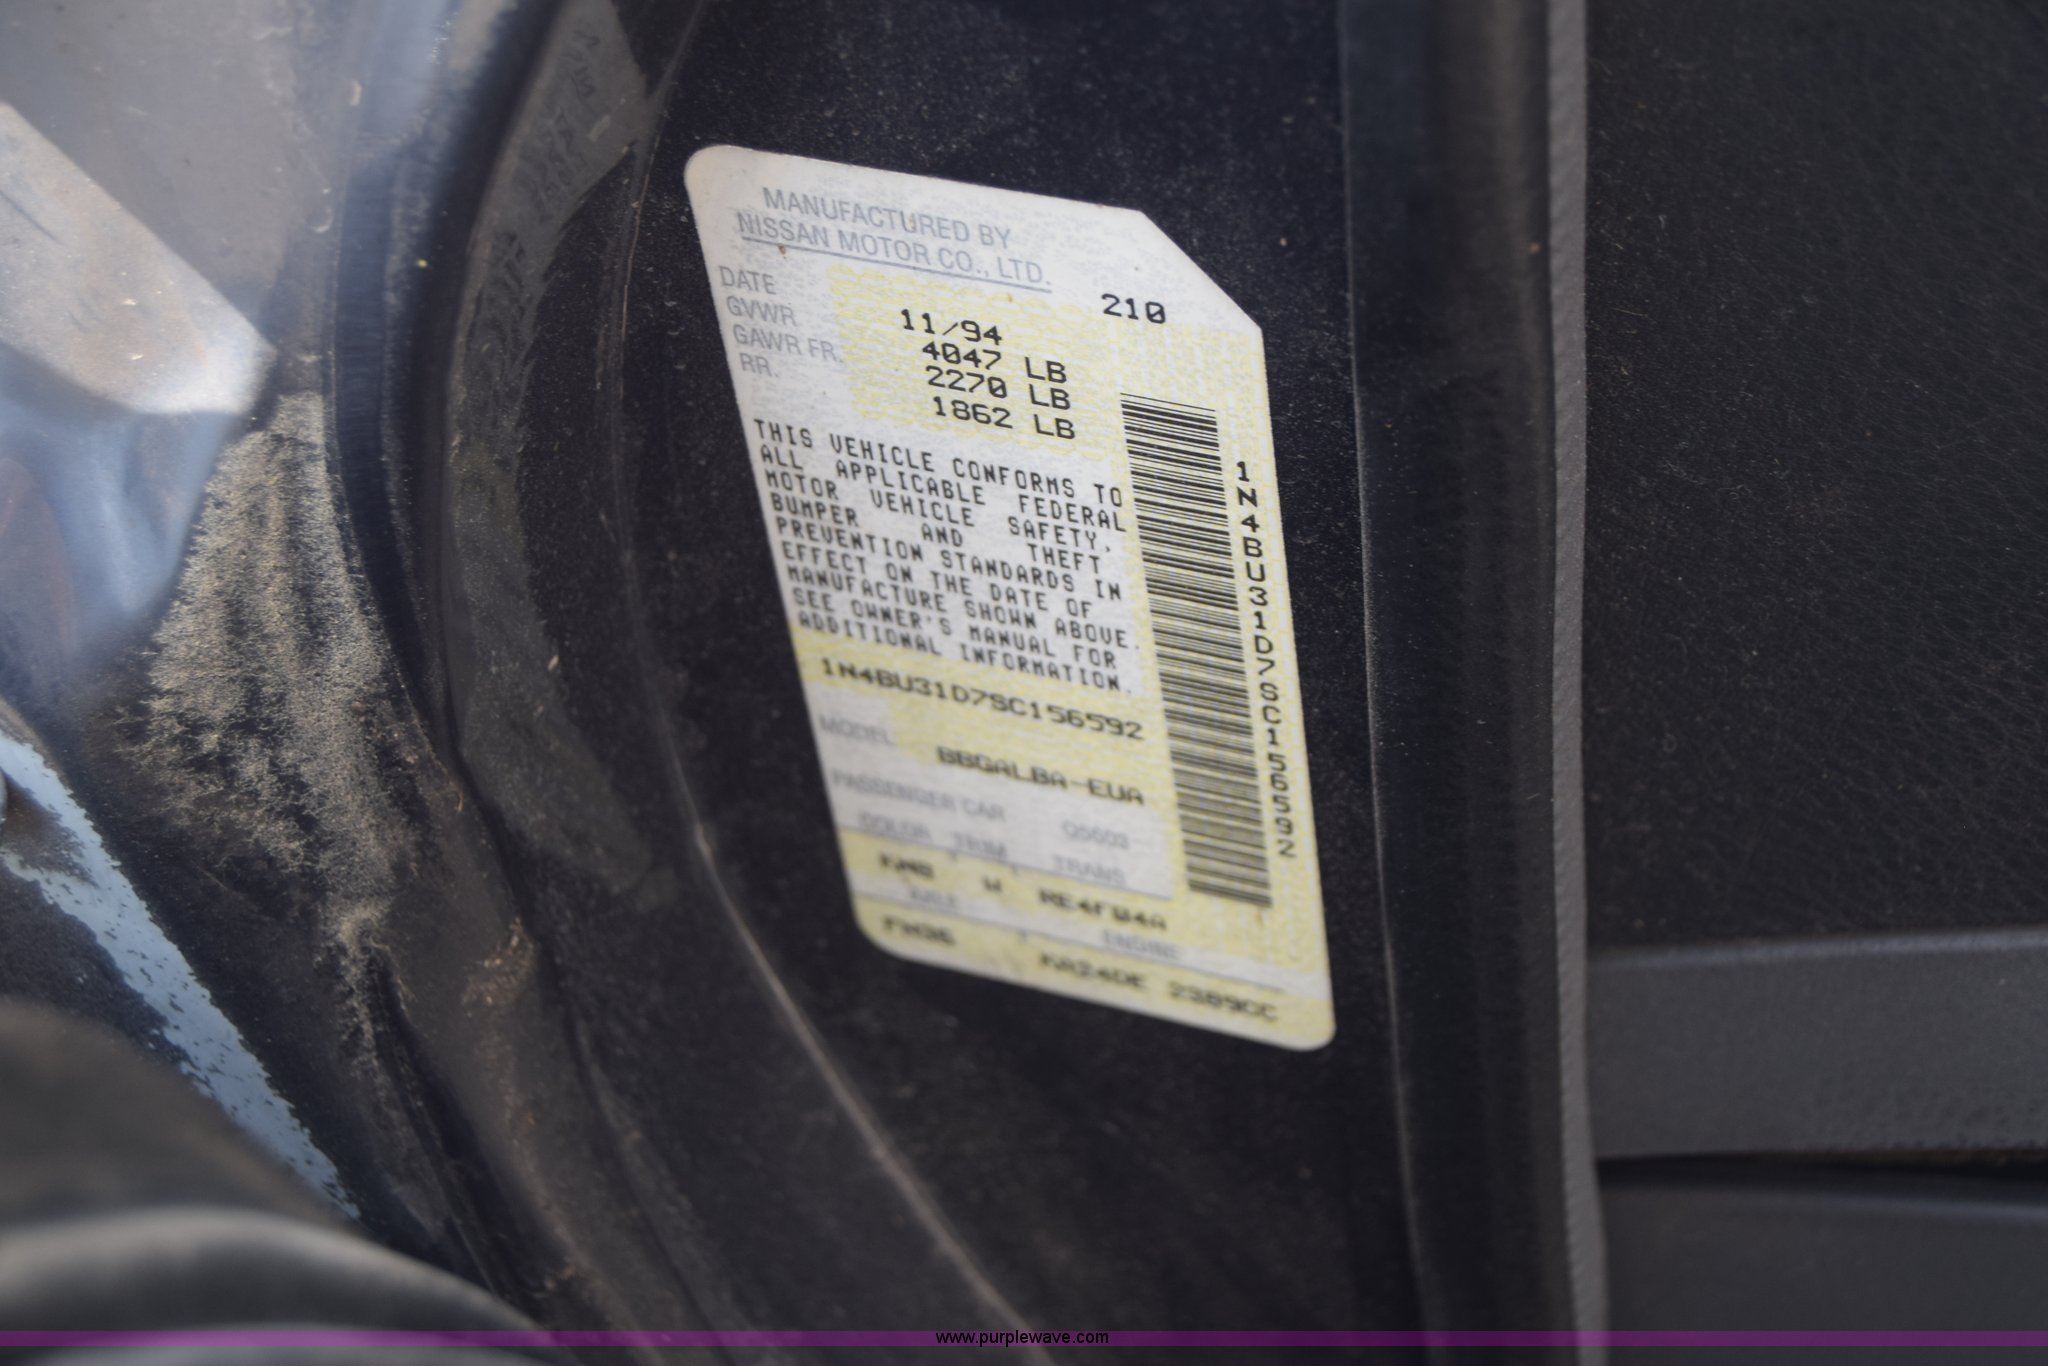 MANUFACTURED BY
NISSAN MOTOR CO., LTD.
210
DATE 11/94
GVWR 4047 LB
GAWR FR. 2270 LB
RR. 1862 LB
THIS VEHICLE CONFORMS TO
ALL APPLICABLE FEDERAL
MOTOR VEHICLE SAFETY,
BUMPER AND THEFT
PREVENTION STANDARDS IN
EFFECT ON THE DATE OF
MANUFACTURE SHOWN ABOVE.
SEE OWNER'S MANUAL FOR
ADDITIONAL INFORMATION.
1N4BU31D7SC156592
MODEL
BBGALBA-EUA
PASSENGER CAR
COLOR TRIM TRANS
W RE4F04A
AXLE ENGINE
KA24DE 2389CC
1N4BU31D7SC156592
www.purplewave.com